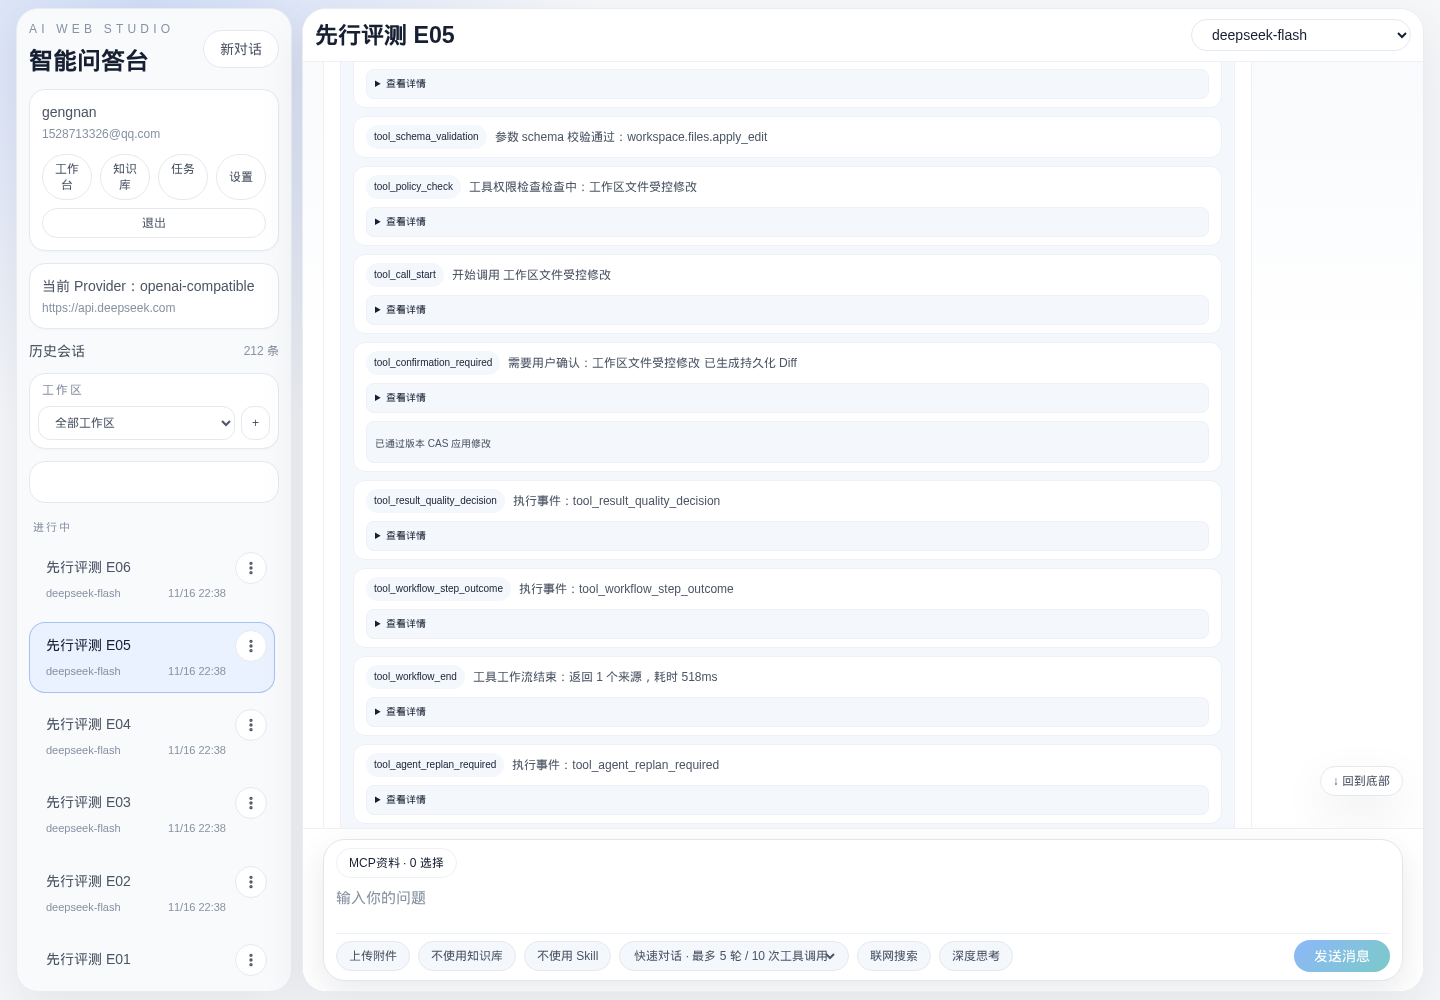 AI WEB STUDIO
智能问答台
新对话
gengnan
1528713326@qq.com
工作台
知识库
任务
设置
退出
当前 Provider：openai-compatible
https://api.deepseek.com
历史会话
212 条
工作区
全部工作区
+
进行中
先行评测 E06
deepseek-flash
11/16 22:38
先行评测 E05
deepseek-flash
11/16 22:38
先行评测 E04
deepseek-flash
11/16 22:38
先行评测 E03
deepseek-flash
11/16 22:38
先行评测 E02
deepseek-flash
11/16 22:38
先行评测 E01
先行评测 E05
deepseek-flash
▶ 查看详情
tool_schema_validation 参数 schema 校验通过：workspace.files.apply_edit
tool_policy_check 工具权限检查检查中：工作区文件受控修改
▶ 查看详情
tool_call_start 开始调用 工作区文件受控修改
▶ 查看详情
tool_confirmation_required 需要用户确认：工作区文件受控修改 已生成持久化 Diff
▶ 查看详情
已通过版本 CAS 应用修改
tool_result_quality_decision 执行事件：tool_result_quality_decision
▶ 查看详情
tool_workflow_step_outcome 执行事件：tool_workflow_step_outcome
▶ 查看详情
tool_workflow_end 工具工作流结束：返回 1 个来源，耗时 518ms
▶ 查看详情
tool_agent_replan_required 执行事件：tool_agent_replan_required
▶ 查看详情
↓ 回到底部
MCP资料 · 0 选择
输入你的问题
上传附件
不使用知识库
不使用 Skill
快速对话 · 最多 5 轮 / 10 次工具调用
联网搜索
深度思考
发送消息